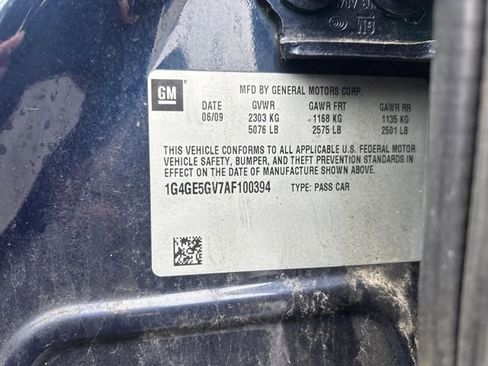 GM
MFD BY GENERAL MOTORS CORP.
DATE GVWR GAWR FRT GAWR RR
06/09 2303 KG 1168 KG 1135 KG
5076 LB 2575 LB 2501 LB
THIS VEHICLE CONFORMS TO ALL APPLICABLE U.S. FEDERAL MOTOR
VEHICLE SAFETY, BUMPER, AND THEFT PREVENTION STANDARDS IN
EFFECT ON THE DATE OF MANUFACTURE SHOWN ABOVE.
1G4GE5GV7AF100394 TYPE: PASS CAR